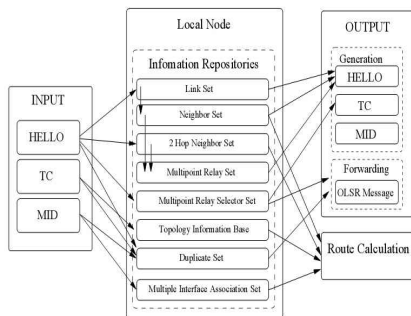 INPUT
HELLO
TC
MID
Local Node
Infomation Repositories
Link Set
Neighbor Set
2 Hop Neighbor Set
Multipoint Relay Set
Multipoint Relay Selector Set
Topology Information Base
Duplicate Set
Multiple Interface Association Set
OUTPUT
Generation
HELLO
TC
MID
Forwarding
OLSR Message
Route Calculation